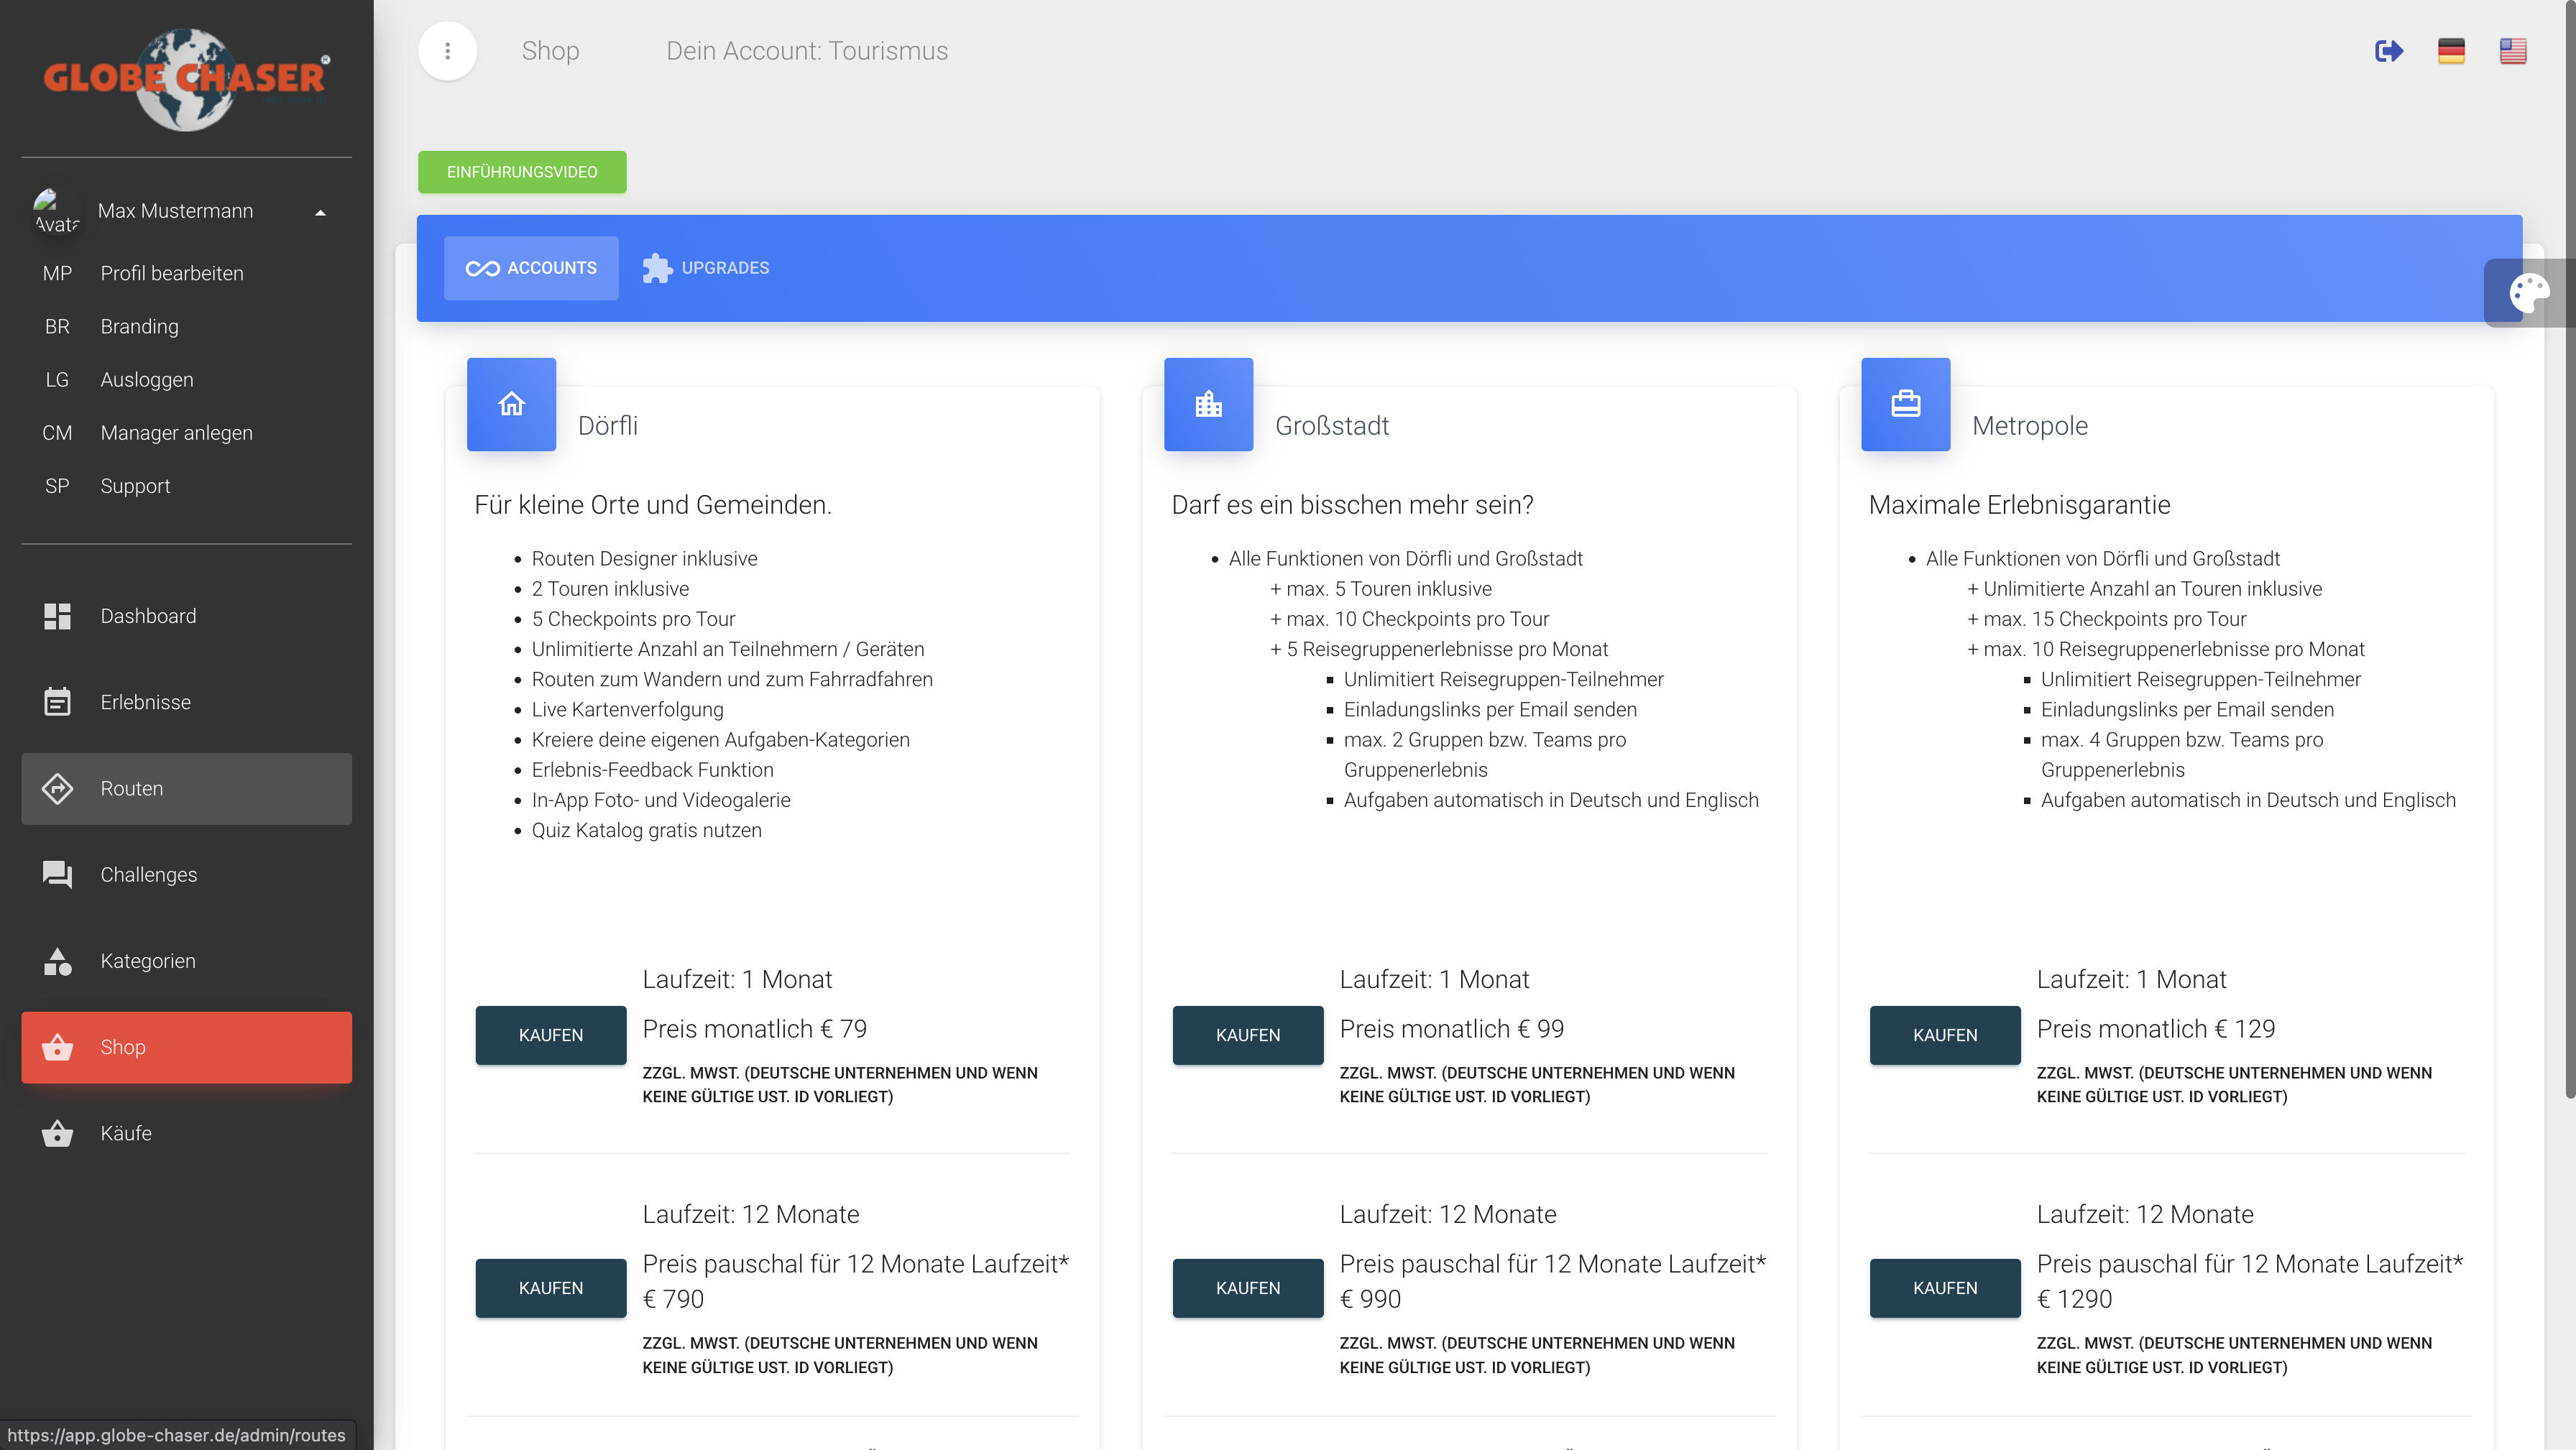 GLOBE CHASER
Max Mustermann
MP Profil bearbeiten
BR Branding
LG Ausloggen
CM Manager anlegen
SP Support
Dashboard
Erlebnisse
Routen
Challenges
Kategorien
Shop
Käufe
https://app.globe-chaser.de/admin/routes
Shop
Dein Account: Tourismus
EINFÜHRUNGSVIDEO
ACCOUNTS
UPGRADES
Dörfli
Für kleine Orte und Gemeinden.
Routen Designer inklusive
2 Touren inklusive
5 Checkpoints pro Tour
Unlimitierte Anzahl an Teilnehmern / Geräten
Routen zum Wandern und zum Fahrradfahren
Live Kartenverfolgung
Kreiere deine eigenen Aufgaben-Kategorien
Erlebnis-Feedback Funktion
In-App Foto- und Videogalerie
Quiz Katalog gratis nutzen
Laufzeit: 1 Monat
KAUFEN
Preis monatlich € 79
ZZGL. MWST. (DEUTSCHE UNTERNEHMEN UND WENN
KEINE GÜLTIGE UST. ID VORLIEGT)
Laufzeit: 12 Monate
KAUFEN
Preis pauschal für 12 Monate Laufzeit*
€ 790
ZZGL. MWST. (DEUTSCHE UNTERNEHMEN UND WENN
KEINE GÜLTIGE UST. ID VORLIEGT)
Großstadt
Darf es ein bisschen mehr sein?
Alle Funktionen von Dörfli und Großstadt
+ max. 5 Touren inklusive
+ max. 10 Checkpoints pro Tour
+ 5 Reisegruppenerlebnisse pro Monat
Unlimitiert Reisegruppen-Teilnehmer
Einladungslinks per Email senden
max. 2 Gruppen bzw. Teams pro
Gruppenerlebnis
Aufgaben automatisch in Deutsch und Englisch
Laufzeit: 1 Monat
KAUFEN
Preis monatlich € 99
ZZGL. MWST. (DEUTSCHE UNTERNEHMEN UND WENN
KEINE GÜLTIGE UST. ID VORLIEGT)
Laufzeit: 12 Monate
KAUFEN
Preis pauschal für 12 Monate Laufzeit*
€ 990
ZZGL. MWST. (DEUTSCHE UNTERNEHMEN UND WENN
KEINE GÜLTIGE UST. ID VORLIEGT)
Metropole
Maximale Erlebnisgarantie
Alle Funktionen von Dörfli und Großstadt
+ Unlimitierte Anzahl an Touren inklusive
+ max. 15 Checkpoints pro Tour
+ max. 10 Reisegruppenerlebnisse pro Monat
Unlimitiert Reisegruppen-Teilnehmer
Einladungslinks per Email senden
max. 4 Gruppen bzw. Teams pro
Gruppenerlebnis
Aufgaben automatisch in Deutsch und Englisch
Laufzeit: 1 Monat
KAUFEN
Preis monatlich € 129
ZZGL. MWST. (DEUTSCHE UNTERNEHMEN UND WENN
KEINE GÜLTIGE UST. ID VORLIEGT)
Laufzeit: 12 Monate
KAUFEN
Preis pauschal für 12 Monate Laufzeit*
€ 1290
ZZGL. MWST. (DEUTSCHE UNTERNEHMEN UND WENN
KEINE GÜLTIGE UST. ID VORLIEGT)